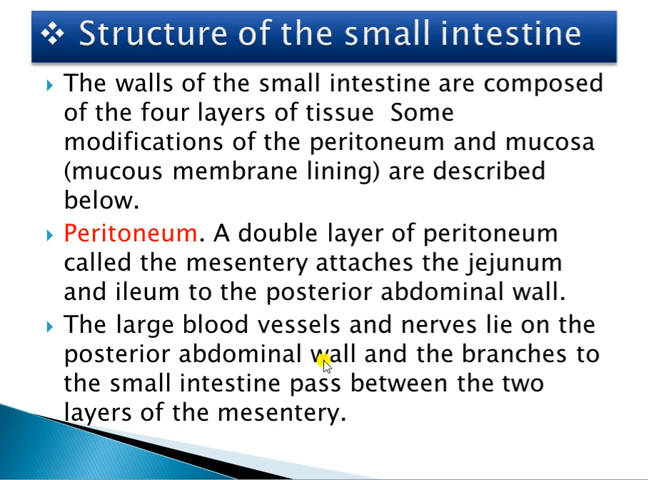 ❖ Structure of the small intestine
The walls of the small intestine are composed
of the four layers of tissue  Some
modifications of the peritoneum and mucosa
(mucous membrane lining) are described
below.
Peritoneum. A double layer of peritoneum
called the mesentery attaches the jejunum
and ileum to the posterior abdominal wall.
The large blood vessels and nerves lie on the
posterior abdominal wall and the branches to
the small intestine pass between the two
layers of the mesentery.